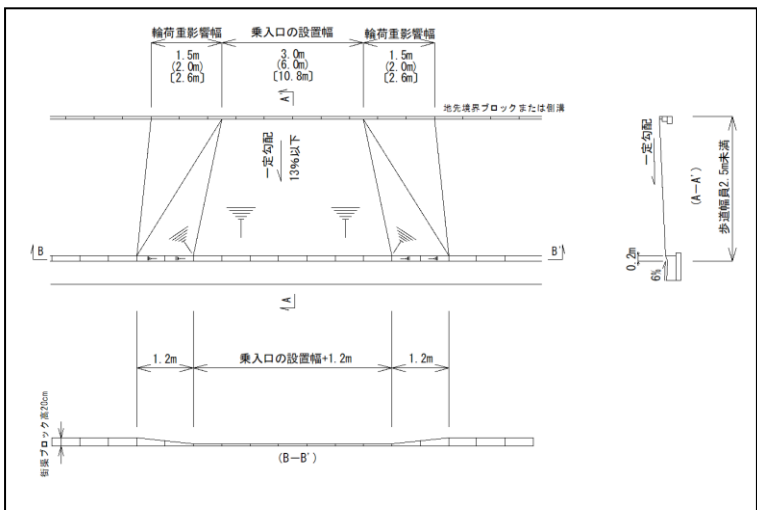 輪荷重影響幅
乗入口の設置幅
輪荷重影響幅
1.5m
(2.0m)
〔2.6m〕
3.0m
(6.0m)
〔10.8m〕
1.5m
(2.0m)
〔2.6m〕
A'
地先境界ブロックまたは側溝
一定勾配
13%以下
一定勾配
(A-A')
歩道幅員2.5m未満
B
B'
0.2m
6%
A
1.2m
乗入口の設置幅+1.2m
1.2m
街渠ブロック高20cm
(B-B')